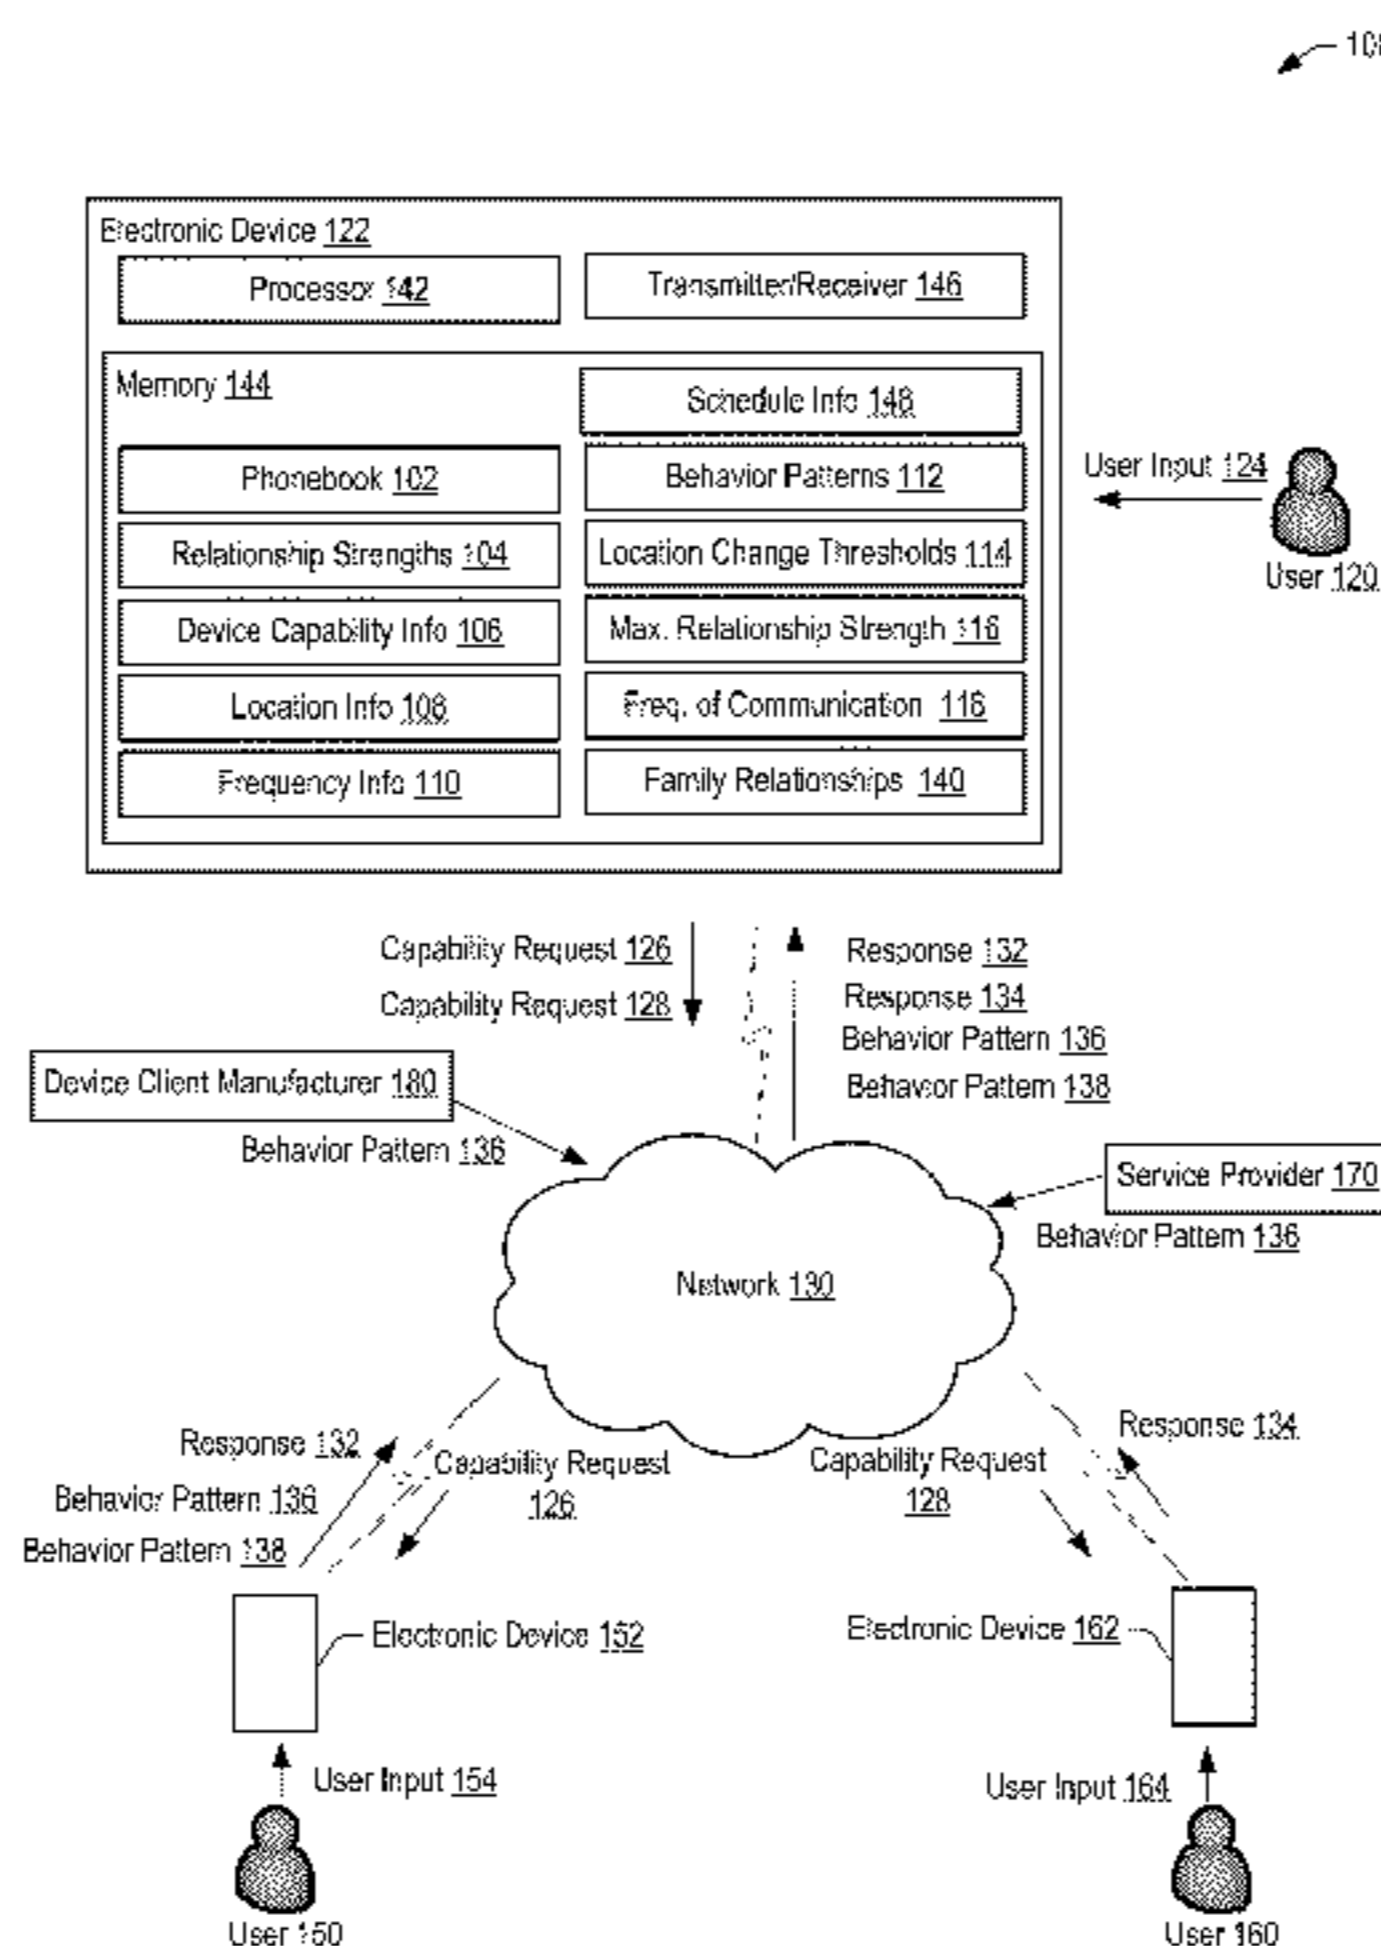 Electronic Device 122
Processor 142
Transmitter/Receiver 146
Memory 144
Schedule Info 148
Phonebook 102
Behavior Patterns 112
User Input 124
Relationship Strengths 104
Location Change Thresholds 114
User 120
Device Capability Info 106
Max. Relationship Strength 116
Location Info 108
Freq. of Communication 118
Frequency Info 110
Family Relationships 140
Capability Request 126
Response 132
Capability Request 128
Response 134
Behavior Pattern 136
Device Client Manufacturer 180
Behavior Pattern 138
Behavior Pattern 136
Service Provider 170
Behavior Pattern 136
Network 130
Response 132
Response 134
Capability Request
126
Capability Request
128
Behavior Pattern 136
Behavior Pattern 138
Electronic Device 152
Electronic Device 162
User Input 154
User Input 164
User 150
User 160